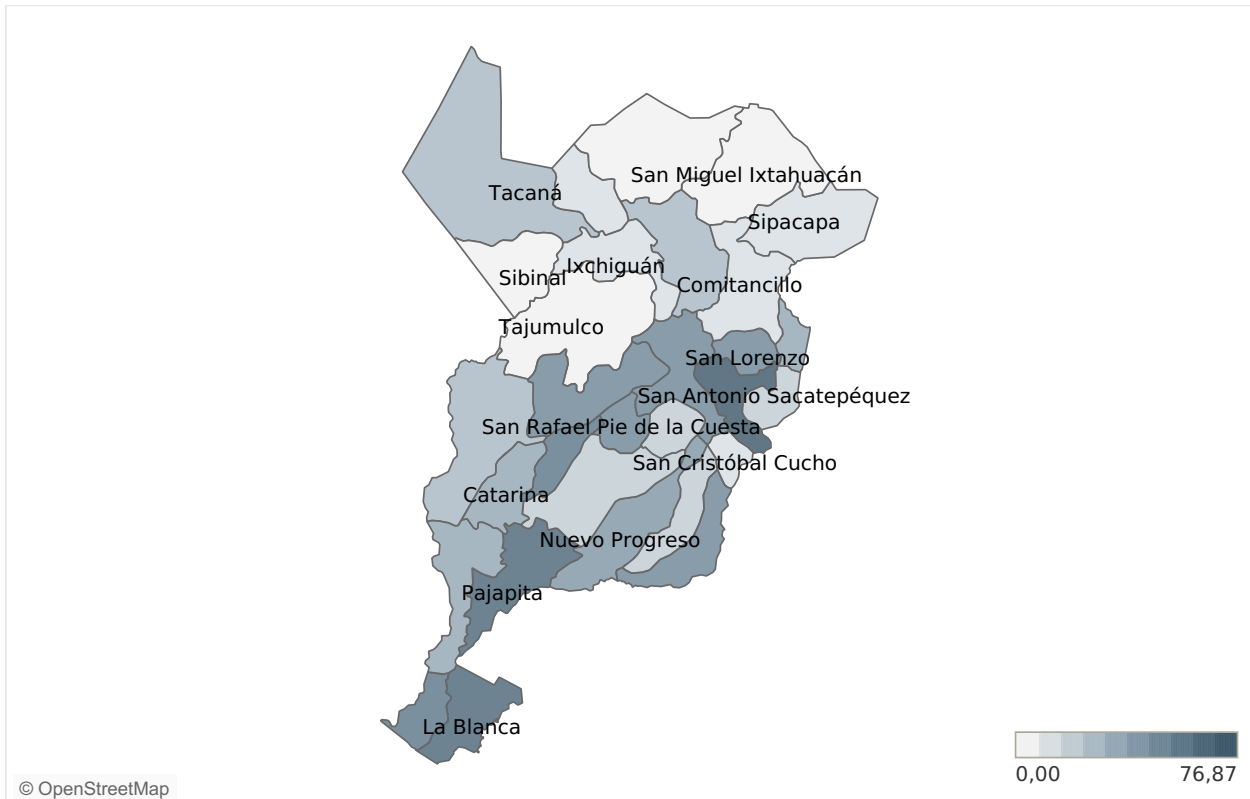 San Miguel Ixtahuacán
Tacaná
Sipacapa
Ixchiguán
Sibinal
Comitancillo
Tajumulco
San Lorenzo
San Antonio Sacatepéquez
San Rafael Pie de la Cuesta
San Cristóbal Cucho
Catarina
Nuevo Progreso
Pajapita
La Blanca
0,00
76,87
© OpenStreetMap